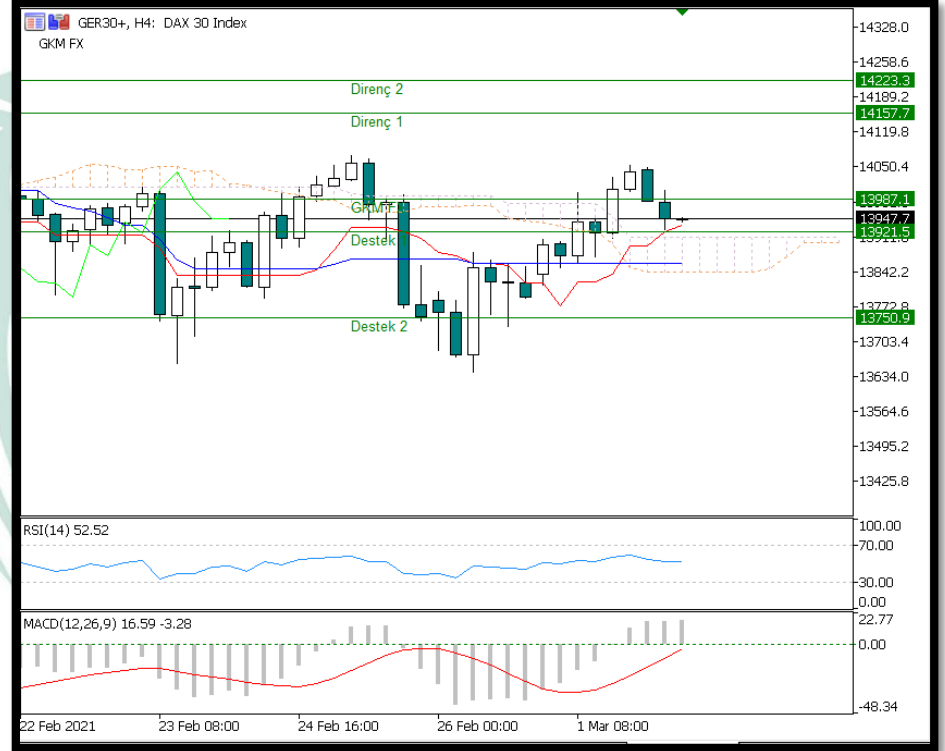 GER30+, H4: DAX 30 Index
GKM FX
Direnç 2
Direnç 1
GKM FX
Destek
Destek 2
14328.0
14258.6
14223.3
14189.2
14157.7
14119.8
14050.4
13987.1
13947.7
13921.5
13842.2
13772.8
13750.9
13703.4
13634.0
13564.6
13495.2
13425.8
RSI(14) 52.52
100.00
70.00
30.00
0.00
MACD(12,26,9) 16.59 -3.28
22.77
0.00
-48.34
22 Feb 2021 23 Feb 08:00 24 Feb 16:00 26 Feb 00:00 1 Mar 08:00